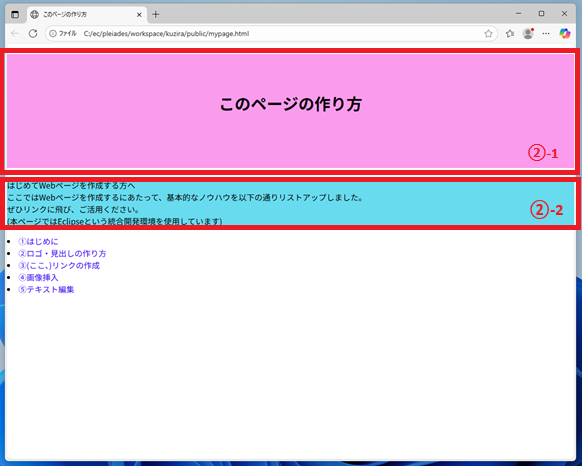 このページの作り方
ファイル C:/ec/pleiades/workspace/kuzira/public/mypage.html
このページの作り方
②-1
はじめてWebページを作成する方へ
ここではWebページを作成するにあたって、基本的なノウハウを以下の通りリストアップしました。
ぜひリンクに飛び、ご活用ください。
(本ページではEclipseという統合開発環境を使用しています)
②-2
①はじめに
②ロゴ・見出しの作り方
③(ここ､)リンクの作成
④画像挿入
⑤テキスト編集